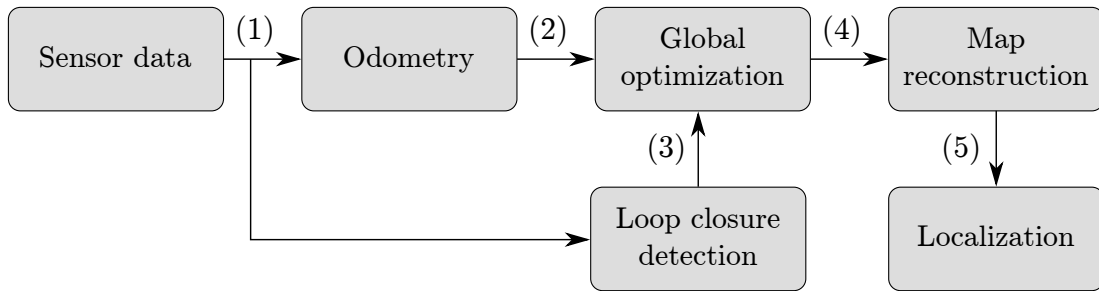 Sensor data
(1)
Odometry
(2)
Global
optimization
(4)
Map
reconstruction
(3)
(5)
Loop closure
detection
Localization